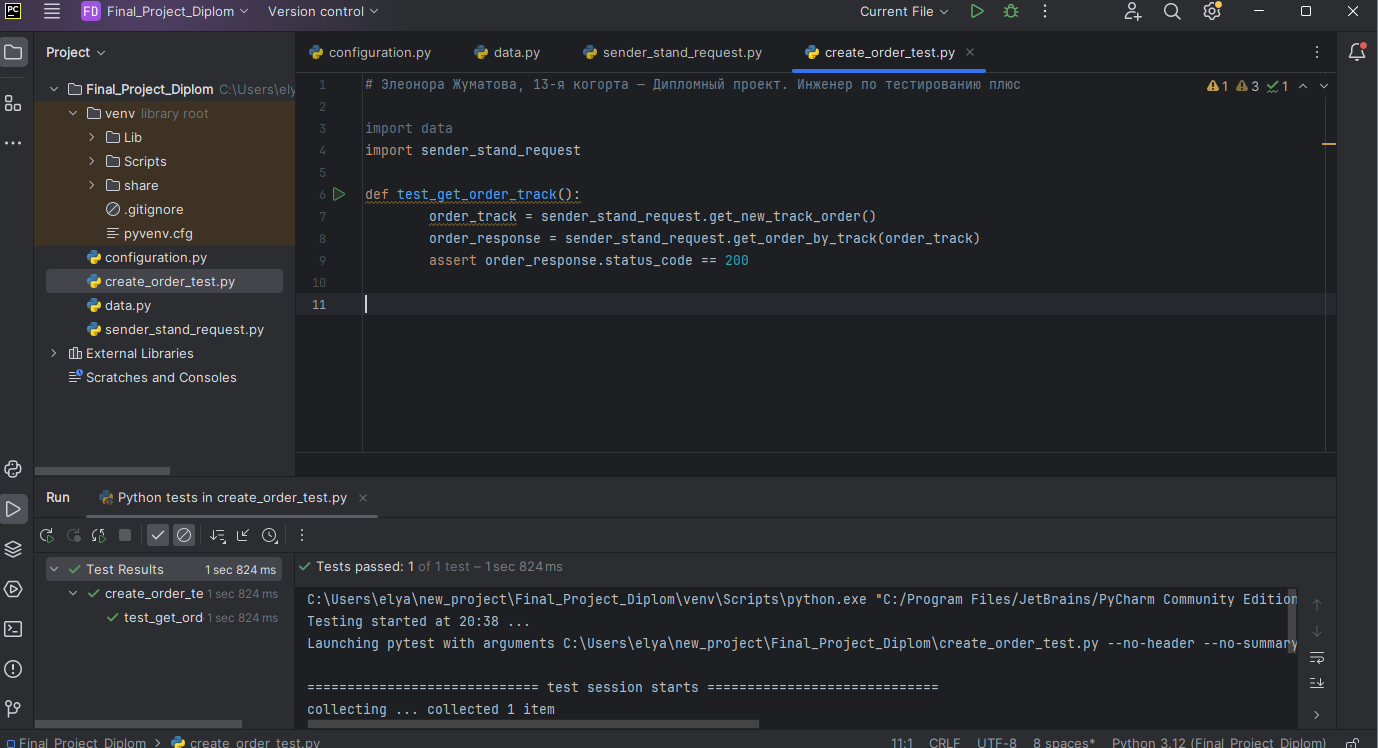 PC
FD Final_Project_Diplom
Version control
Current File
Project
configuration.py
data.py
sender_stand_request.py
create_order_test.py
Final_Project_Diplom C:\Users\ely
venv library root
Lib
Scripts
share
.gitignore
pyvenv.cfg
configuration.py
create_order_test.py
data.py
sender_stand_request.py
External Libraries
Scratches and Consoles
1 # Элеонора Жуматова, 13-я когорта — Дипломный проект. Инженер по тестированию плюс
2
3 import data
4 import sender_stand_request
5
6 def test_get_order_track():
7 order_track = sender_stand_request.get_new_track_order()
8 order_response = sender_stand_request.get_order_by_track(order_track)
9 assert order_response.status_code == 200
10
11
1 3 1
Run Python tests in create_order_test.py
Test Results 1 sec 824 ms
create_order_te 1 sec 824 ms
test_get_ord 1 sec 824 ms
Tests passed: 1 of 1 test – 1 sec 824 ms
C:\Users\elya\new_project\Final_Project_Diplom\venv\Scripts\python.exe "C:/Program Files/JetBrains/PyCharm Community Edition
Testing started at 20:38 ...
Launching pytest with arguments C:\Users\elya\new_project\Final_Project_Diplom\create_order_test.py --no-header --no-summary
============================= test session starts =============================
collecting ... collected 1 item
Final_Project_Diplom > create_order_test.py
11:1 CRLF UTF-8 8 spaces* Python 3.12 (Final_Project_Diplom)